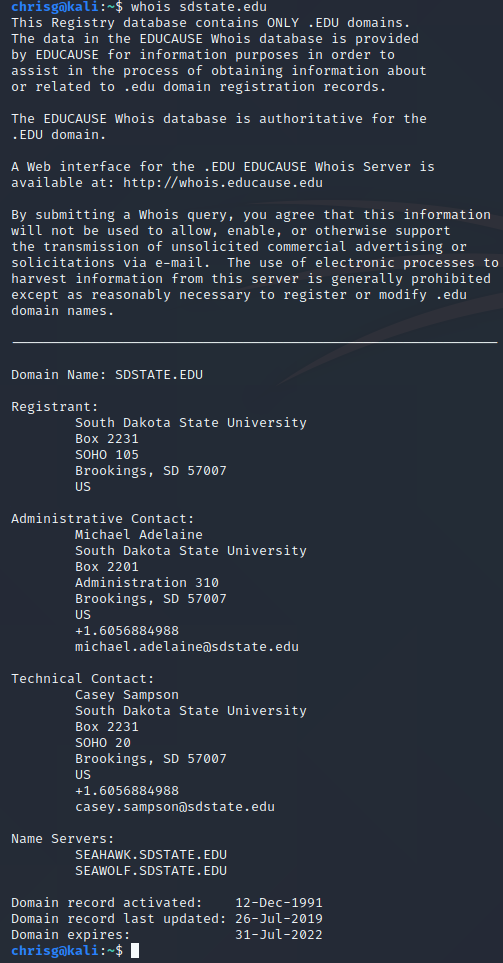 chrisg@kali:~$ whois sdstate.edu
This Registry database contains ONLY .EDU domains.
The data in the EDUCAUSE Whois database is provided
by EDUCAUSE for information purposes in order to
assist in the process of obtaining information about
or related to .edu domain registration records.

The EDUCAUSE Whois database is authoritative for the
.EDU domain.

A Web interface for the .EDU EDUCAUSE Whois Server is
available at: http://whois.educause.edu

By submitting a Whois query, you agree that this information
will not be used to allow, enable, or otherwise support
the transmission of unsolicited commercial advertising or
solicitations via e-mail.  The use of electronic processes to
harvest information from this server is generally prohibited
except as reasonably necessary to register or modify .edu
domain names.

-------------------------------------------------------------

Domain Name: SDSTATE.EDU

Registrant:
        South Dakota State University
        Box 2231
        SOHO 105
        Brookings, SD 57007
        US

Administrative Contact:
        Michael Adelaine
        South Dakota State University
        Box 2201
        Administration 310
        Brookings, SD 57007
        US
        +1.6056884988
        michael.adelaine@sdstate.edu

Technical Contact:
        Casey Sampson
        South Dakota State University
        Box 2231
        SOHO 20
        Brookings, SD 57007
        US
        +1.6056884988
        casey.sampson@sdstate.edu

Name Servers:
        SEAHAWK.SDSTATE.EDU
        SEAWOLF.SDSTATE.EDU

Domain record activated:    12-Dec-1991
Domain record last updated: 26-Jul-2019
Domain expires:             31-Jul-2022
chrisg@kali:~$